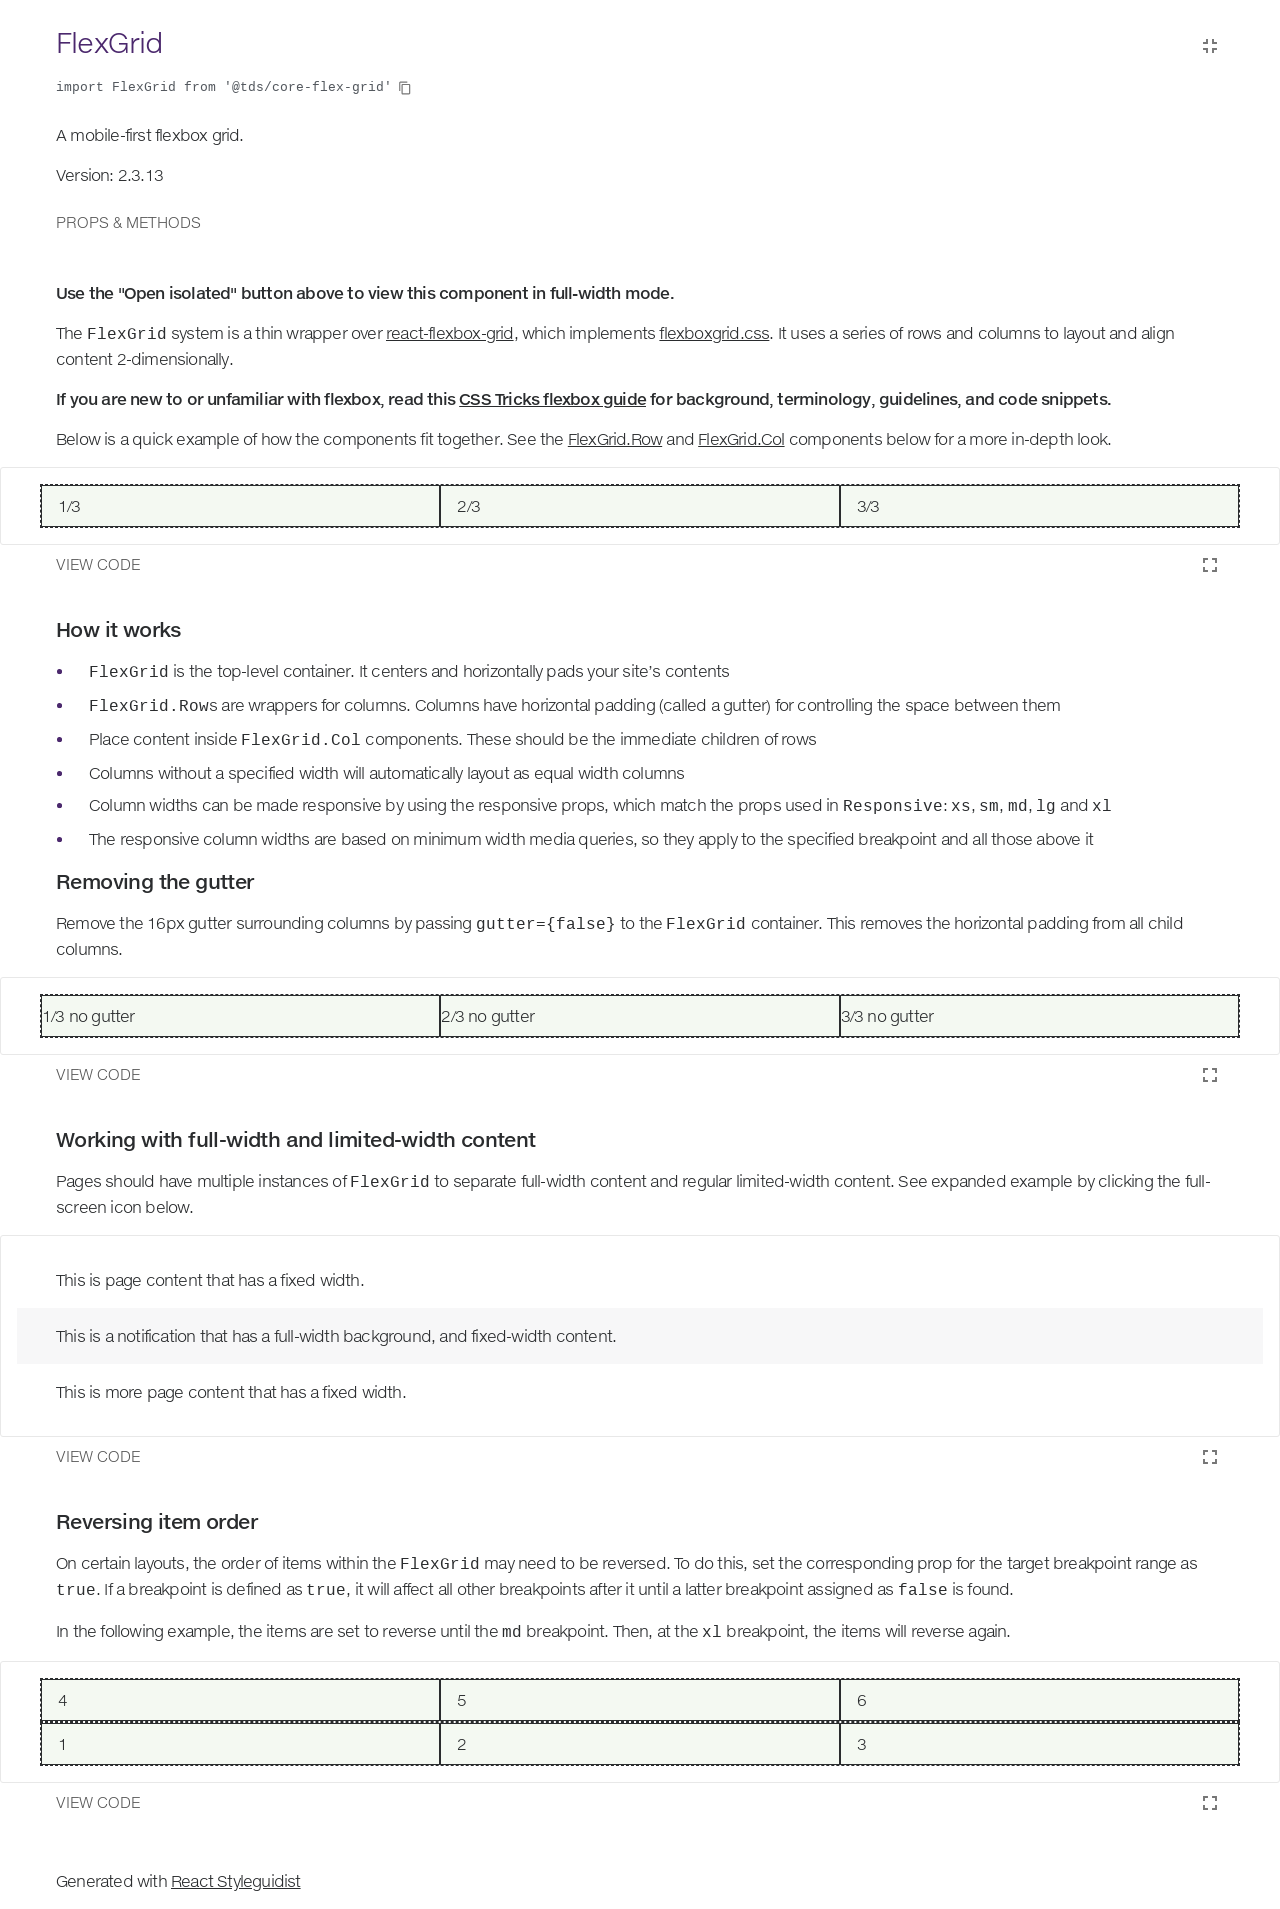 FlexGrid
import FlexGrid from '@tds/core-flex-grid'
A mobile-first flexbox grid.
Version: 2.3.13
PROPS & METHODS
Use the "Open isolated" button above to view this component in full-width mode.
The FlexGrid system is a thin wrapper over react-flexbox-grid, which implements flexboxgrid.css. It uses a series of rows and columns to layout and align
content 2-dimensionally.
If you are new to or unfamiliar with flexbox, read this CSS Tricks flexbox guide for background, terminology, guidelines, and code snippets.
Below is a quick example of how the components fit together. See the FlexGrid.Row and FlexGrid.Col components below for a more in-depth look.
1/3 2/3 3/3
VIEW CODE
How it works
• FlexGrid is the top-level container. It centers and horizontally pads your site's contents
• FlexGrid.Rows are wrappers for columns. Columns have horizontal padding (called a gutter) for controlling the space between them
• Place content inside FlexGrid.Col components. These should be the immediate children of rows
• Columns without a specified width will automatically layout as equal width columns
• Column widths can be made responsive by using the responsive props, which match the props used in Responsive: xs, sm, md, lg and xl
• The responsive column widths are based on minimum width media queries, so they apply to the specified breakpoint and all those above it
Removing the gutter
Remove the 16px gutter surrounding columns by passing gutter={false} to the FlexGrid container. This removes the horizontal padding from all child
columns.
1/3 no gutter 2/3 no gutter 3/3 no gutter
VIEW CODE
Working with full-width and limited-width content
Pages should have multiple instances of FlexGrid to separate full-width content and regular limited-width content. See expanded example by clicking the full-
screen icon below.
This is page content that has a fixed width.
This is a notification that has a full-width background, and fixed-width content.
This is more page content that has a fixed width.
VIEW CODE
Reversing item order
On certain layouts, the order of items within the FlexGrid may need to be reversed. To do this, set the corresponding prop for the target breakpoint range as
true. If a breakpoint is defined as true, it will affect all other breakpoints after it until a latter breakpoint assigned as false is found.
In the following example, the items are set to reverse until the md breakpoint. Then, at the xl breakpoint, the items will reverse again.
4 5 6
1 2 3
VIEW CODE
Generated with React Styleguidist